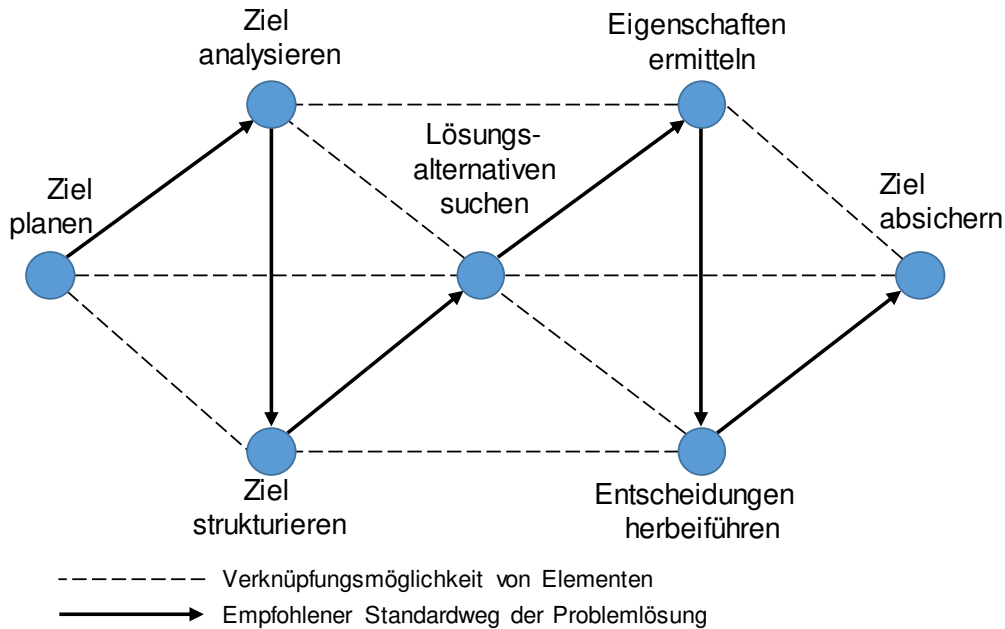 Ziel
analysieren
Eigenschaften
ermitteln
Lösungs-
alternativen
suchen
Ziel
planen
Ziel
absichern
Ziel
strukturieren
Entscheidungen
herbeiführen
Verknüpfungsmöglichkeit von Elementen
Empfohlener Standardweg der Problemlösung